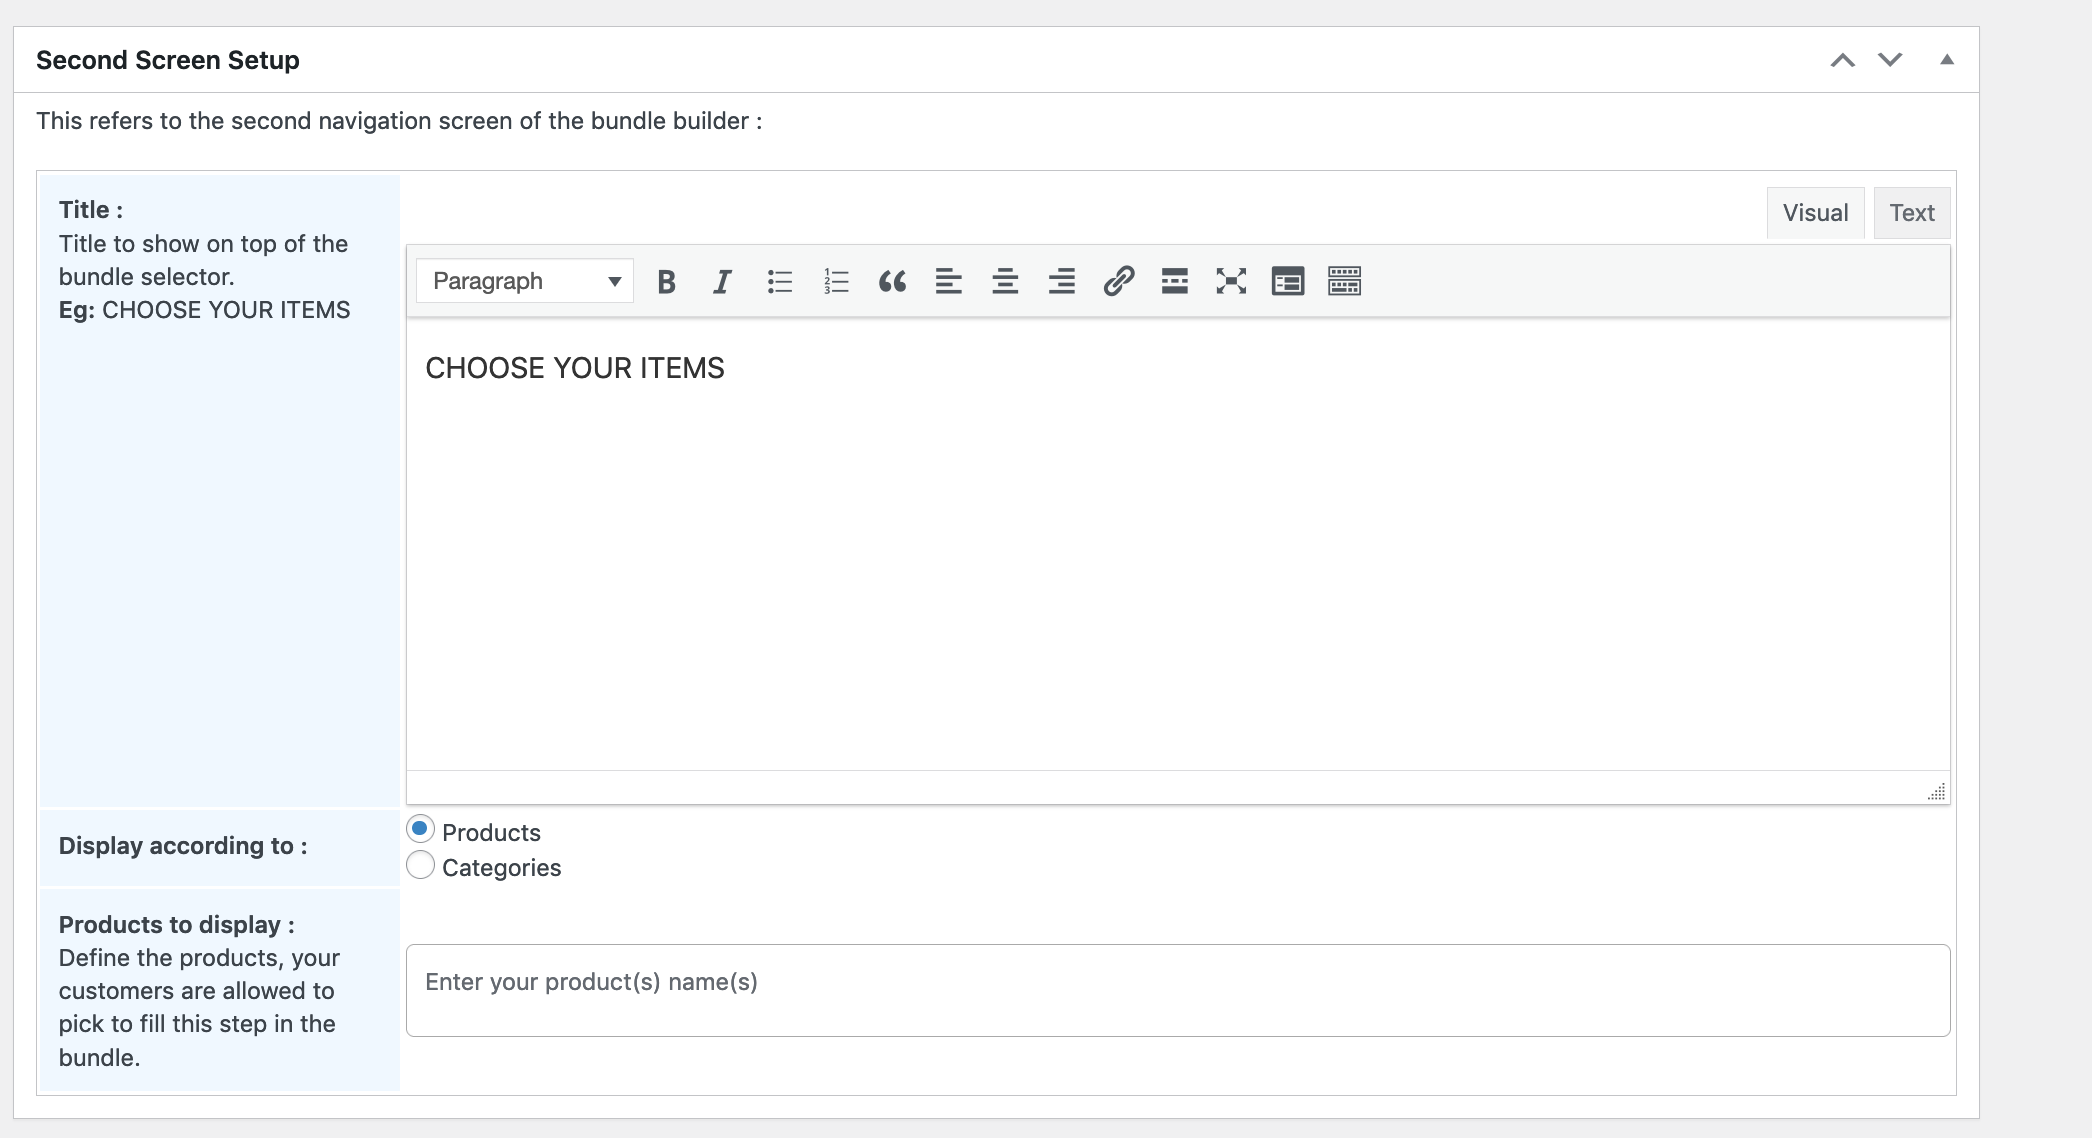 Second Screen Setup
This refers to the second navigation screen of the bundle builder :
Title :
Title to show on top of the
bundle selector.
Eg: CHOOSE YOUR ITEMS
Visual
Text
Paragraph
CHOOSE YOUR ITEMS
Display according to :
Products
Categories
Products to display :
Define the products, your
customers are allowed to
pick to fill this step in the
bundle.
Enter your product(s) name(s)